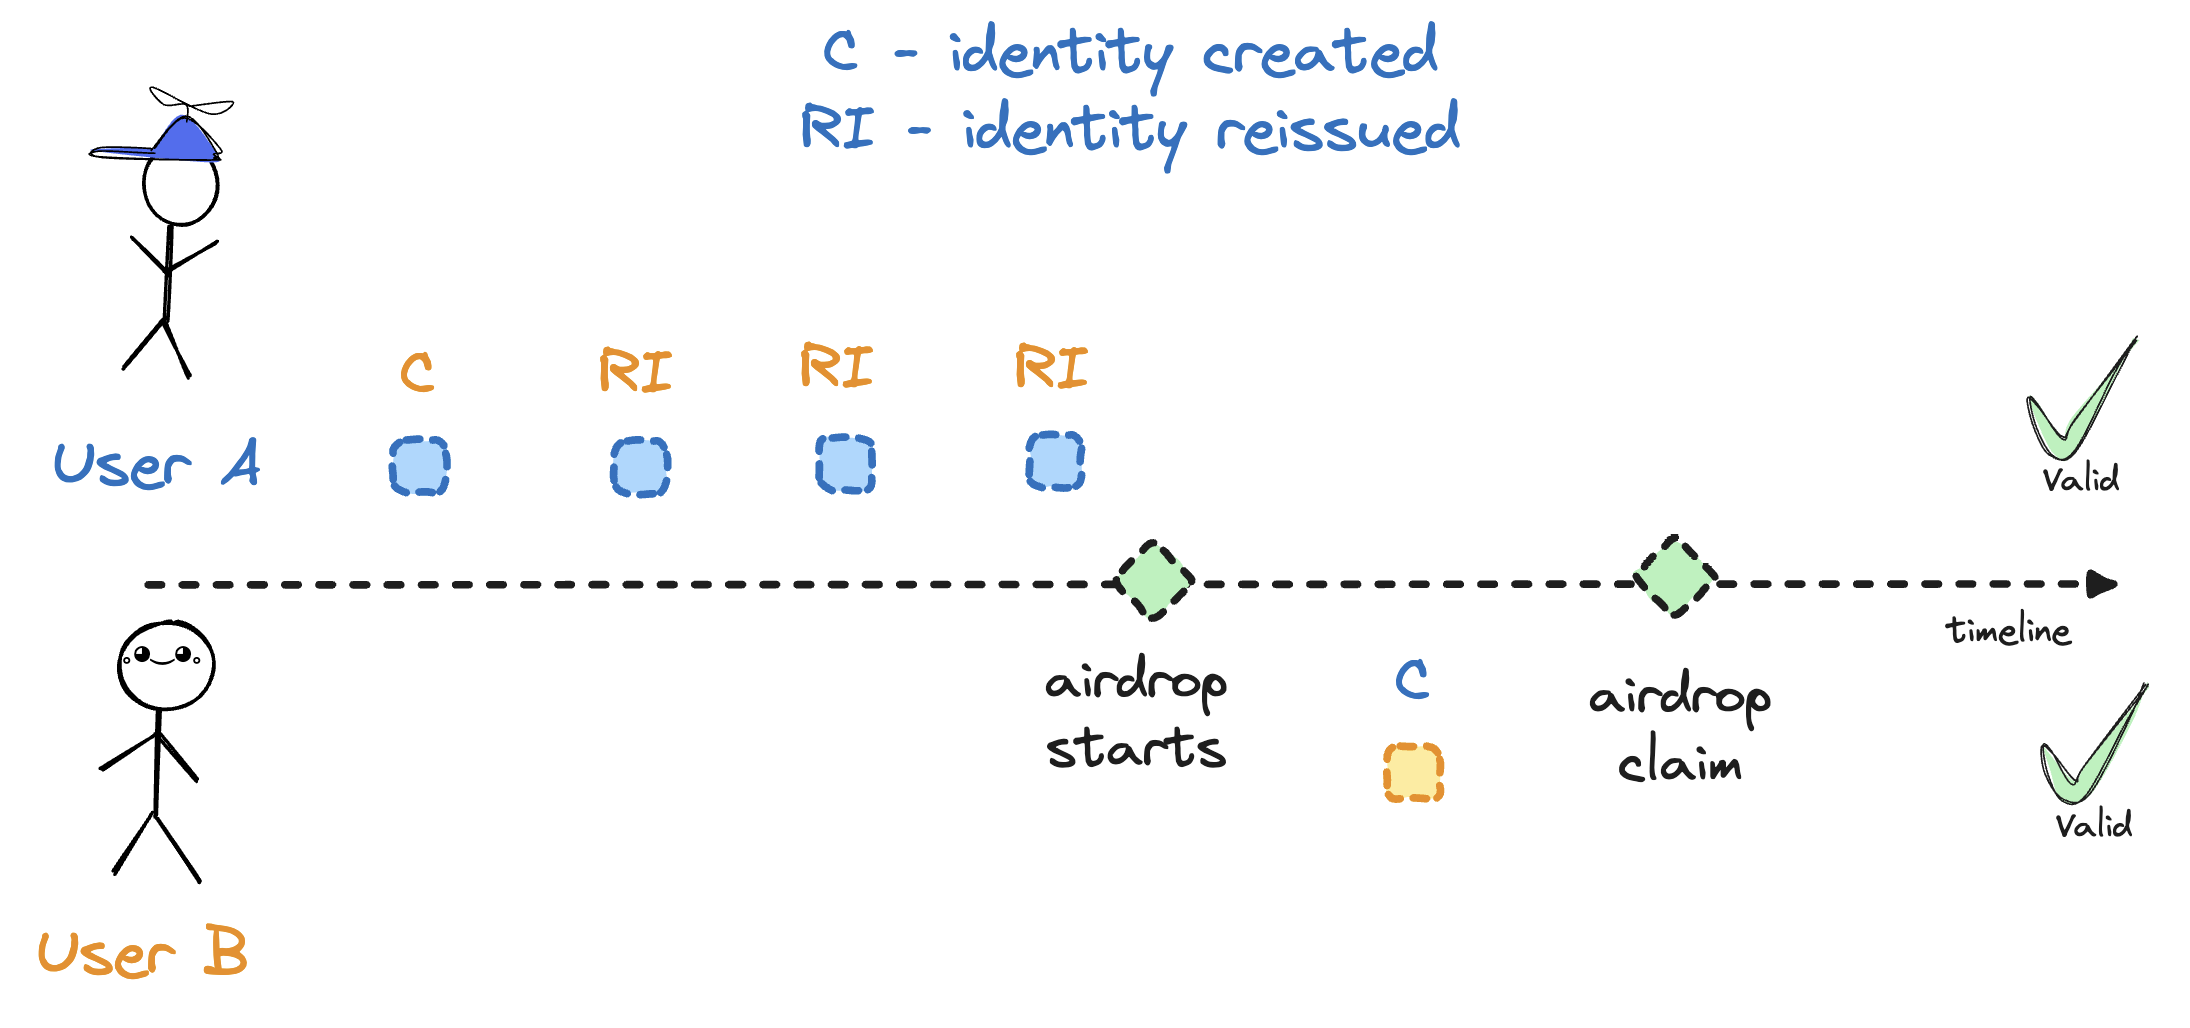 C - identity created
RI - identity reissued
C RI RI RI
User A
Valid
timeline
airdrop
starts
C
airdrop
claim
Valid
User B